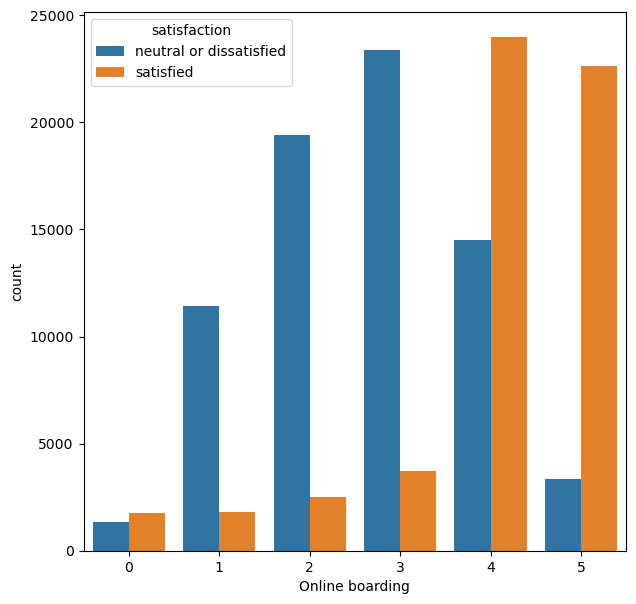 satisfaction
neutral or dissatisfied
satisfied
25000
20000
15000
10000
5000
0
count
0 1 2 3 4 5
Online boarding